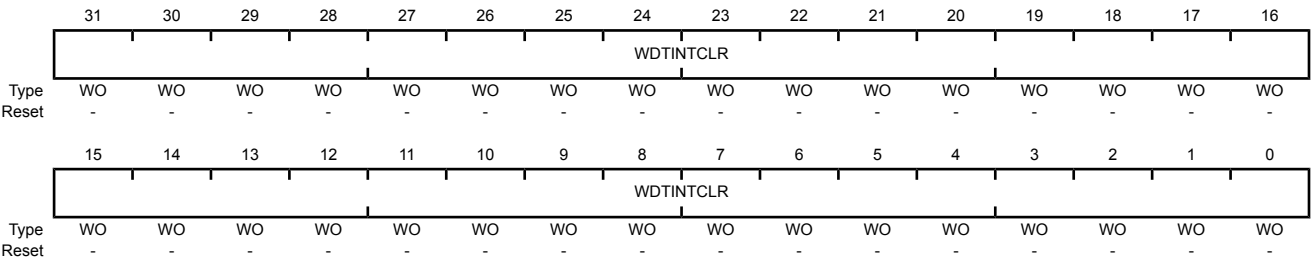 31 30 29 28 27 26 25 24 23 22 21 20 19 18 17 16
WDTINTCLR
Type WO WO WO WO WO WO WO WO WO WO WO WO WO WO WO WO
Reset - - - - - - - - - - - - - - - -
15 14 13 12 11 10 9 8 7 6 5 4 3 2 1 0
WDTINTCLR
Type WO WO WO WO WO WO WO WO WO WO WO WO WO WO WO WO
Reset - - - - - - - - - - - - - - - -